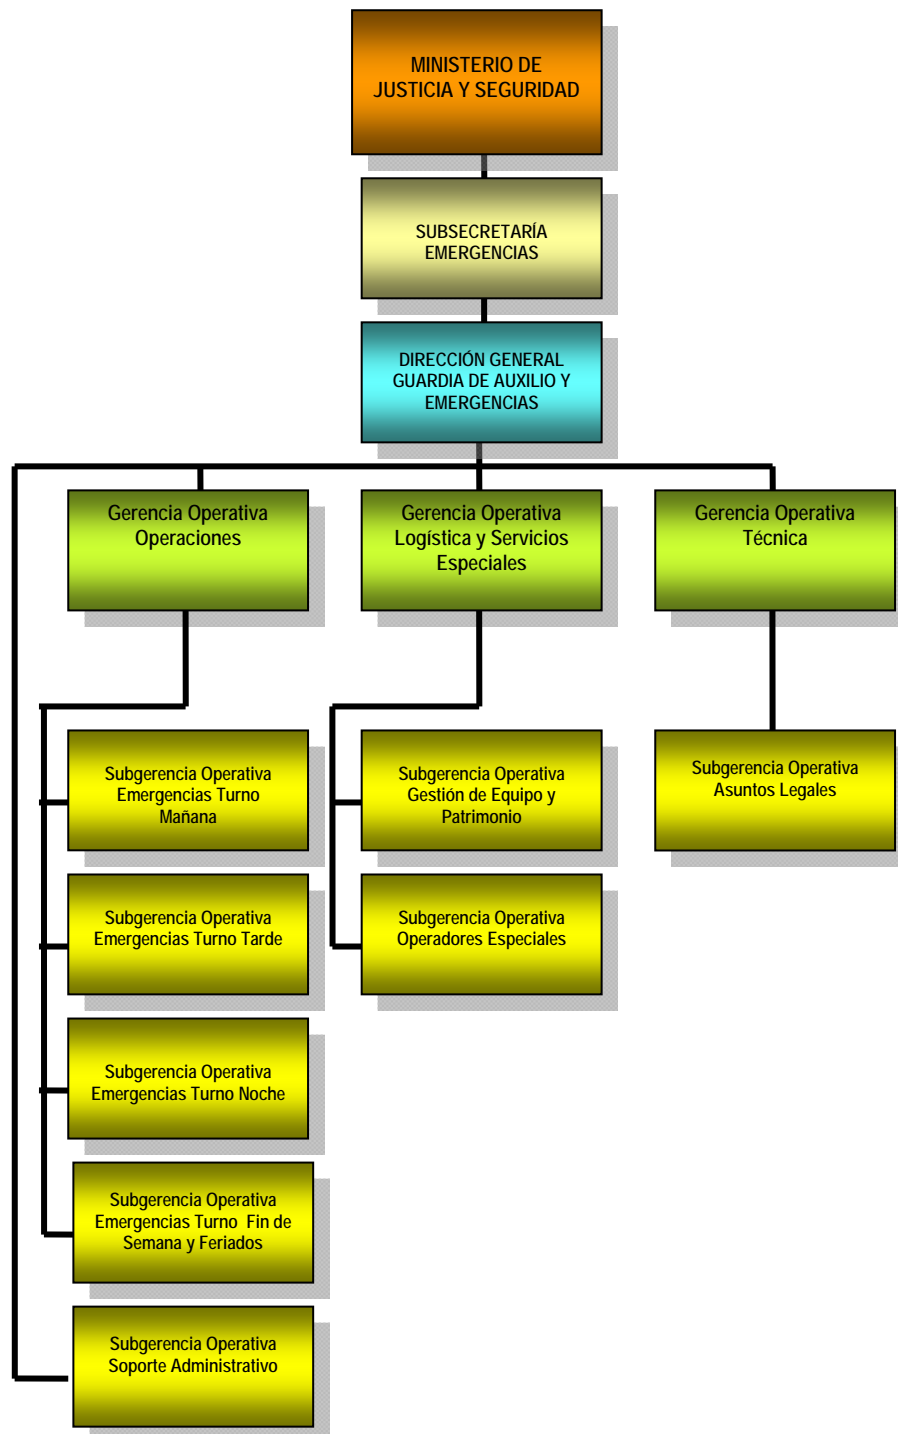 MINISTERIO DE
JUSTICIA Y SEGURIDAD
SUBSECRETARÍA
EMERGENCIAS
DIRECCIÓN GENERAL
GUARDIA DE AUXILIO Y
EMERGENCIAS
Gerencia Operativa
Operaciones
Gerencia Operativa
Logística y Servicios
Especiales
Gerencia Operativa
Técnica
Subgerencia Operativa
Emergencias Turno
Mañana
Subgerencia Operativa
Gestión de Equipo y
Patrimonio
Subgerencia Operativa
Asuntos Legales
Subgerencia Operativa
Emergencias Turno Tarde
Subgerencia Operativa
Operadores Especiales
Subgerencia Operativa
Emergencias Turno Noche
Subgerencia Operativa
Emergencias Turno Fin de
Semana y Feriados
Subgerencia Operativa
Soporte Administrativo